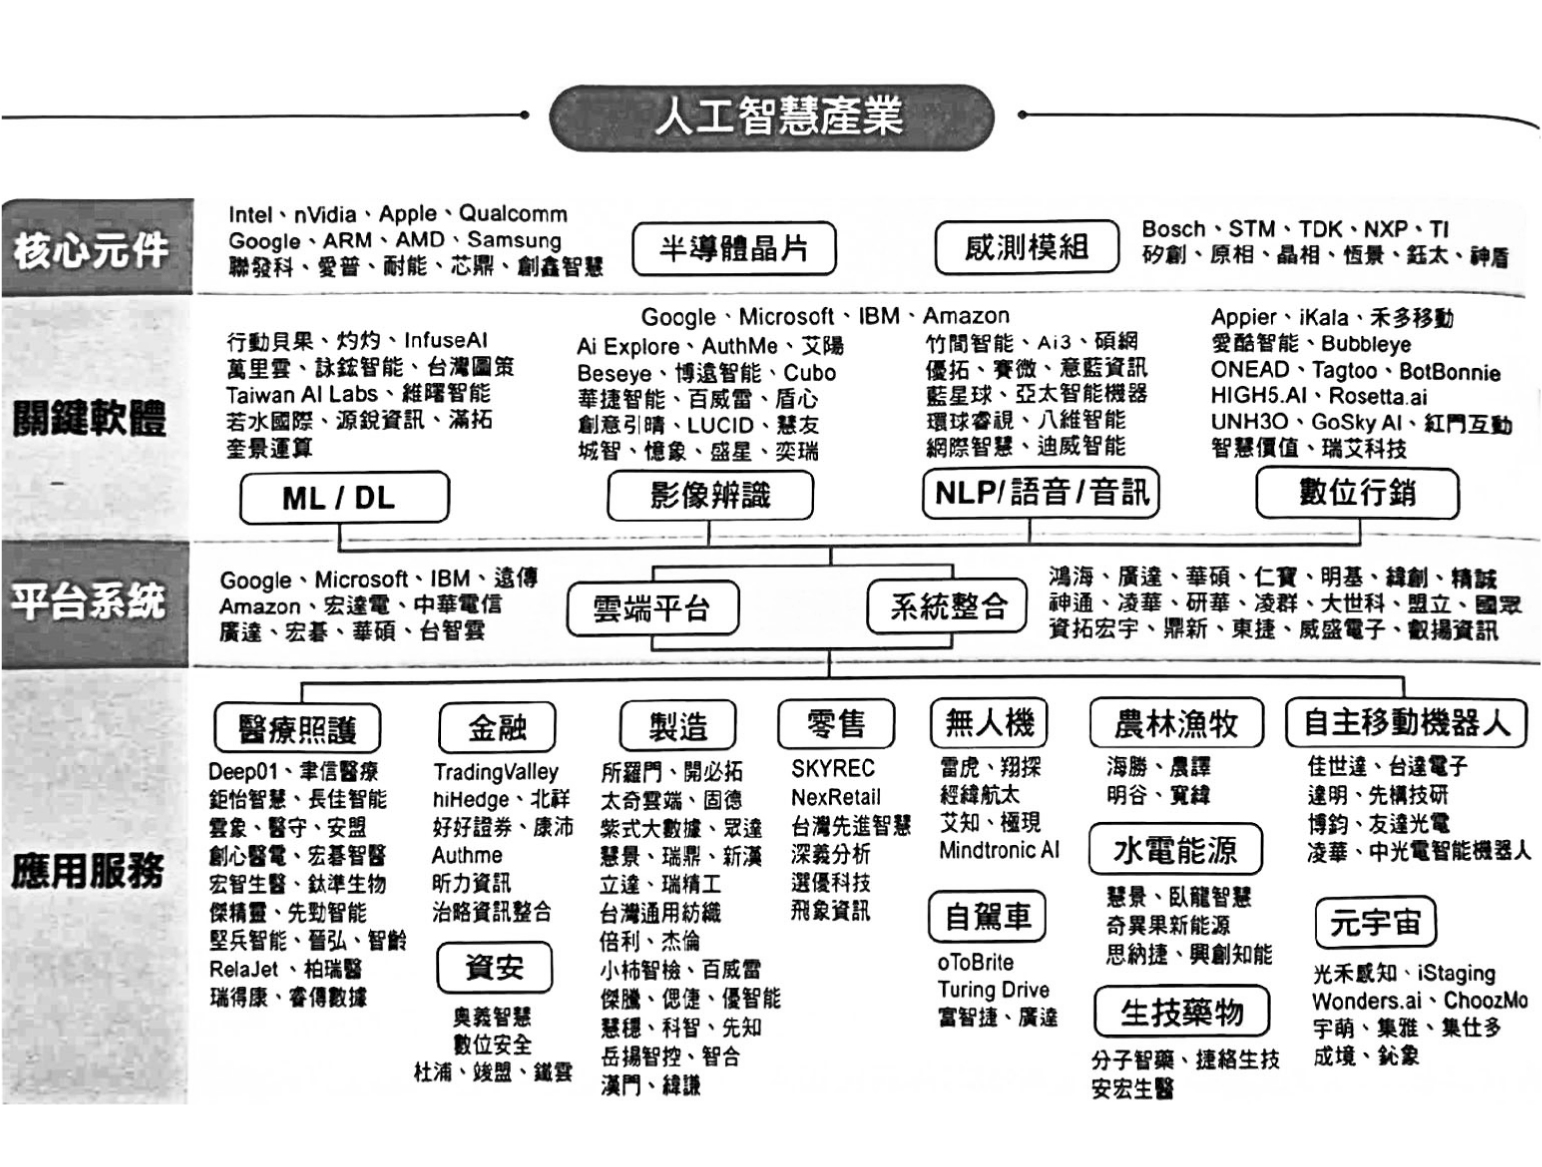 人工智慧產業
核心元件
Intel、nVidia、Apple、Qualcomm
Google、ARM、AMD、Samsung
聯發科、愛普、耐能、芯鼎、創鑫智慧
半導體晶片
感測模組
Bosch、STM、TDK、NXP、TI
矽創、原相、晶相、恆景、鈺太、神盾
關鍵軟體
Google、Microsoft、IBM、Amazon
行動貝果、灼灼、InfuseAI
萬里雲、詠鋐智能、台灣圖策
Taiwan AI Labs、維曙智能
若水國際、源銳資訊、滿拓
奎景運算
ML / DL
Ai Explore、AuthMe、艾陽
Beseye、博遠智能、Cubo
華捷智能、百威雷、盾心
創意引晴、LUCID、慧友
城智、憶象、盛星、奕瑞
影像辨識
竹間智能、Ai3、碩網
優拓、賽微、意藍資訊
藍星球、亞太智能機器
環球睿視、八維智能
網際智慧、迪威智能
NLP/語音/音訊
Appier、iKala、禾多移動
愛酷智能、Bubbleye
ONEAD、Tagtoo、BotBonnie
HIGH5.AI、Rosetta.ai
UNH3O、GoSky AI、紅門互動
智慧價值、瑞艾科技
數位行銷
平台系統
Google、Microsoft、IBM、遠傳
Amazon、宏達電、中華電信
廣達、宏碁、華碩、台智雲
雲端平台
系統整合
鴻海、廣達、華碩、仁寶、明基、緯創、精誠
神通、凌華、研華、凌群、大世科、盟立、國眾
資拓宏宇、鼎新、東捷、威盛電子、叡揚資訊
應用服務
醫療照護
Deep01、聿信醫療
鉅怡智慧、長佳智能
雲象、醫守、安盟
創心醫電、宏碁智醫
宏智生醫、鈦準生物
傑精靈、先勁智能
堅兵智能、晉弘、智齡
RelaJet、柏瑞醫
瑞得康、睿傳數據
金融
TradingValley
hiHedge、北祥
好好證券、康沛
Authme
昕力資訊
治略資訊整合
資安
奧義智慧
數位安全
杜浦、竣盟、鐵雲
製造
所羅門、開必拓
太奇雲端、固德
紫式大數據、眾達
慧景、瑞鼎、新漢
立達、瑞精工
台灣通用紡織
倍利、杰倫
小柿智檢、百威雷
傑騰、偲倢、優智能
慧穩、科智、先知
岳揚智控、智合
漢門、緯謙
零售
SKYREC
NexRetail
台灣先進智慧
深義分析
選優科技
飛象資訊
無人機
雷虎、翔探
經緯航太
艾知、極現
Mindtronic AI
自駕車
oToBrite
Turing Drive
富智捷、廣達
農林漁牧
海勝、農譯
明谷、寬緯
水電能源
慧景、臥龍智慧
奇異果新能源
思納捷、興創知能
生技藥物
分子智藥、捷絡生技
安宏生醫
自主移動機器人
佳世達、台達電子
達明、先構技研
博鈞、友達光電
凌華、中光電智能機器人
元宇宙
光禾感知、iStaging
Wonders.ai、ChoozMo
宇萌、集雅、集仕多
成境、鈊象